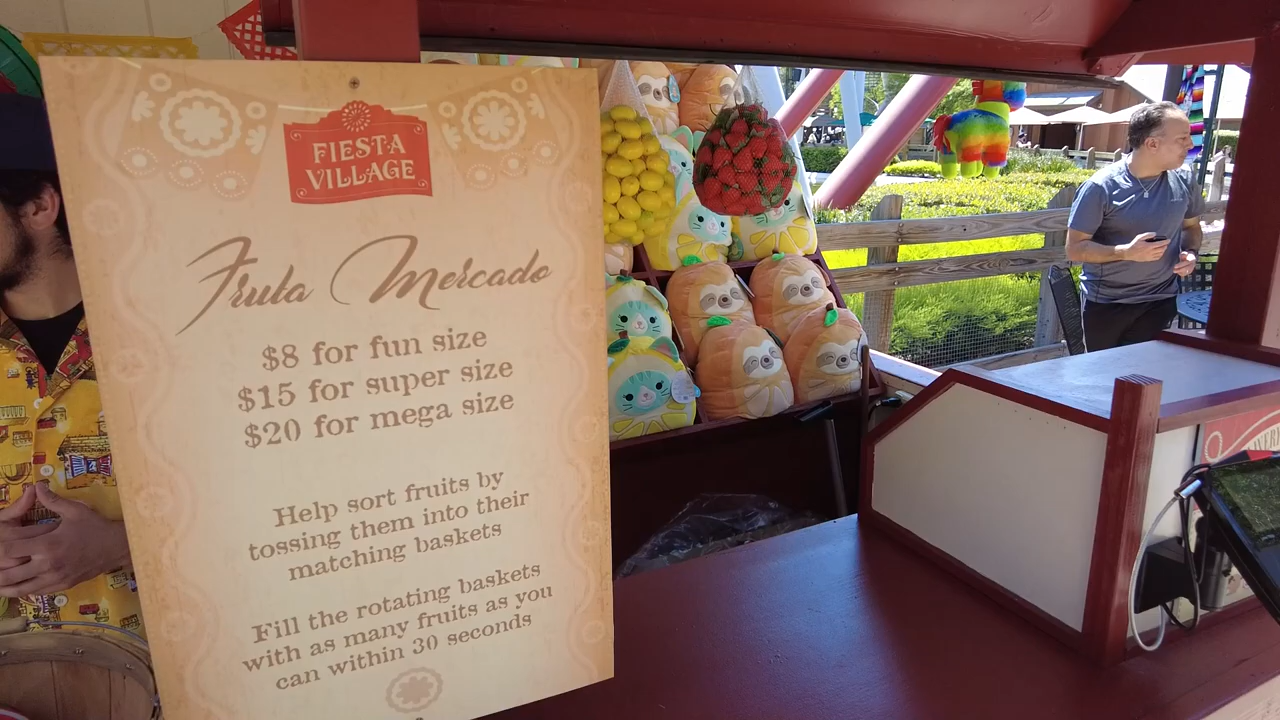 FIESTA
VILLAGE
Fruta Mercado
$8 for fun size
$15 for super size
$20 for mega size
Help sort fruits by
tossing them into their
matching baskets
Fill the rotating baskets
with as many fruits as you
can within 30 seconds